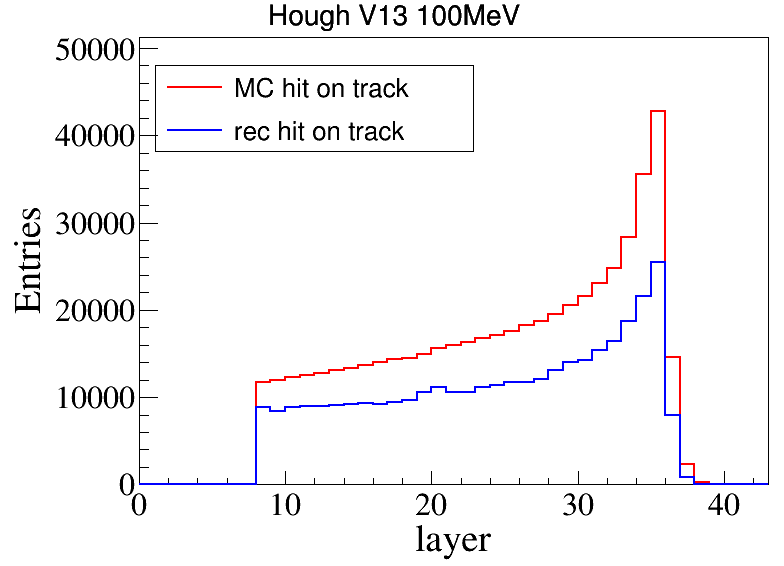 Hough V13 100MeV
50000
40000
30000
20000
10000
0
Entries
MC hit on track
rec hit on track
0 10 20 30 40
layer